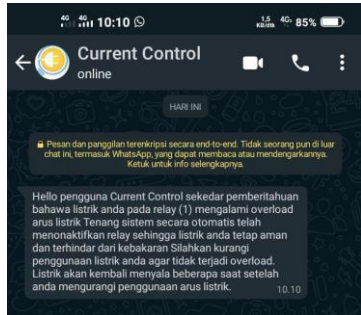 4G 4G 10:10 1,5 KB/dtk 4G 85%
Current Control
online
HARI INI
Pesan dan panggilan terenkripsi secara end-to-end. Tidak seorang pun di luar
chat ini, termasuk WhatsApp, yang dapat membaca atau mendengarkannya.
Ketuk untuk info selengkapnya.
Hello pengguna Current Control sekedar pemberitahuan
bahawa listrik anda pada relay (1) mengalami overload
arus listrik Tenang sistem secara otomatis telah
menonaktifkan relay sehingga listrik anda tetap aman
dan terhindar dari kebakaran Silahkan kurangi
penggunaan listrik anda agar tidak terjadi overload.
Listrik akan kembali menyala beberapa saat setelah
anda mengurangi penggunaan arus listrik. 10.10